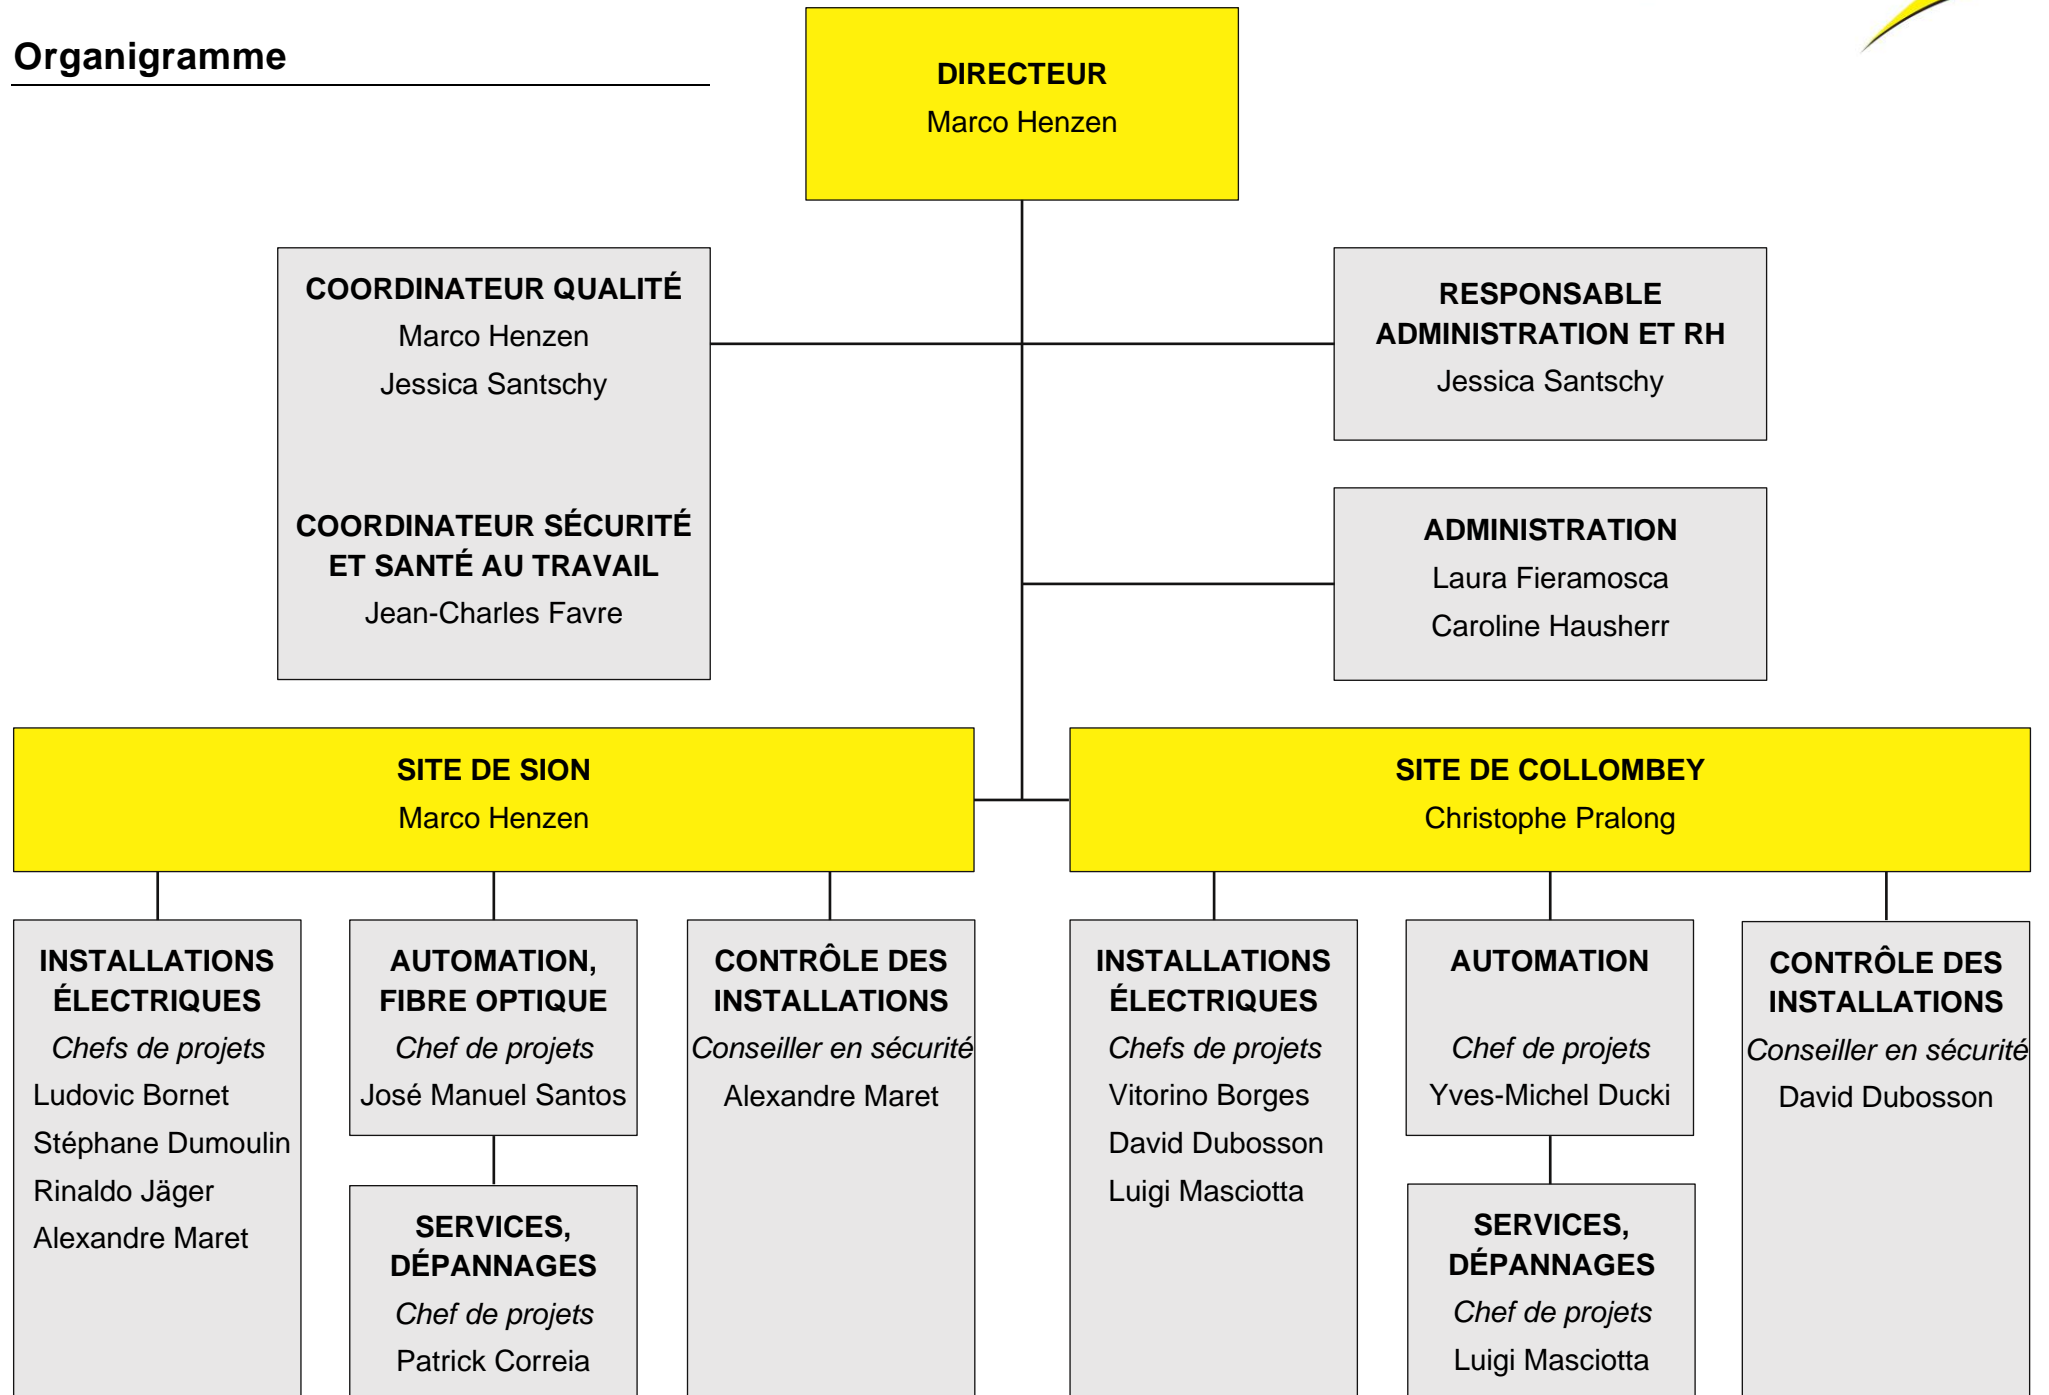 Organigramme
DIRECTEUR
Marco Henzen
COORDINATEUR QUALITÉ
Marco Henzen
Jessica Santschy
COORDINATEUR SÉCURITÉ
ET SANTÉ AU TRAVAIL
Jean-Charles Favre
RESPONSABLE
ADMINISTRATION ET RH
Jessica Santschy
ADMINISTRATION
Laura Fieramosca
Caroline Hausherr
SITE DE SION
Marco Henzen
SITE DE COLLOMBEY
Christophe Pralong
INSTALLATIONS
ÉLECTRIQUES
Chefs de projets
Ludovic Bornet
Stéphane Dumoulin
Rinaldo Jäger
Alexandre Maret
AUTOMATION,
FIBRE OPTIQUE
Chef de projets
José Manuel Santos
SERVICES,
DÉPANNAGES
Chef de projets
Patrick Correia
CONTRÔLE DES
INSTALLATIONS
Conseiller en sécurité
Alexandre Maret
INSTALLATIONS
ÉLECTRIQUES
Chefs de projets
Vitorino Borges
David Dubosson
Luigi Masciotta
AUTOMATION
Chef de projets
Yves-Michel Ducki
SERVICES,
DÉPANNAGES
Chef de projets
Luigi Masciotta
CONTRÔLE DES
INSTALLATIONS
Conseiller en sécurité
David Dubosson